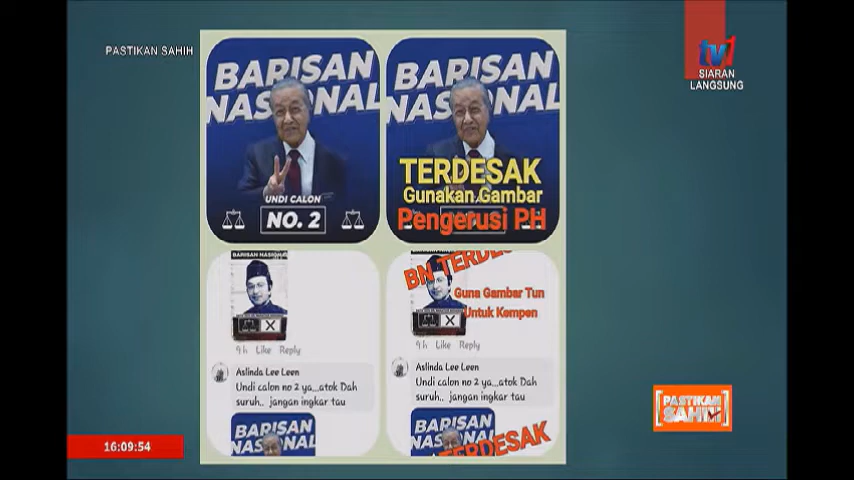 PASTIKAN SAHIH
tv1
SIARAN
LANGSUNG
BARISAN
NASIONAL
UNDI CALON
NO. 2
BARISAN
NASIONAL
TERDESAK
Gunakan Gambar
Pengerusi PH
BARISAN NASIONAL
X
9h Like Reply
Aslinda Lee Leen
Undi calon no 2 ya,,,atok Dah
suruh.. jangan ingkar tau
BARISAN
NASIONAL
BN TERDESAK
Guna Gambar Tun
Untuk Kempen
X
9h Like Reply
Aslinda Lee Leen
Undi calon no 2 ya,,,atok Dah
suruh.. jangan ingkar tau
BARISAN
NASIONAL
TERDESAK
PASTIKAN
SAHIH
16:09:54